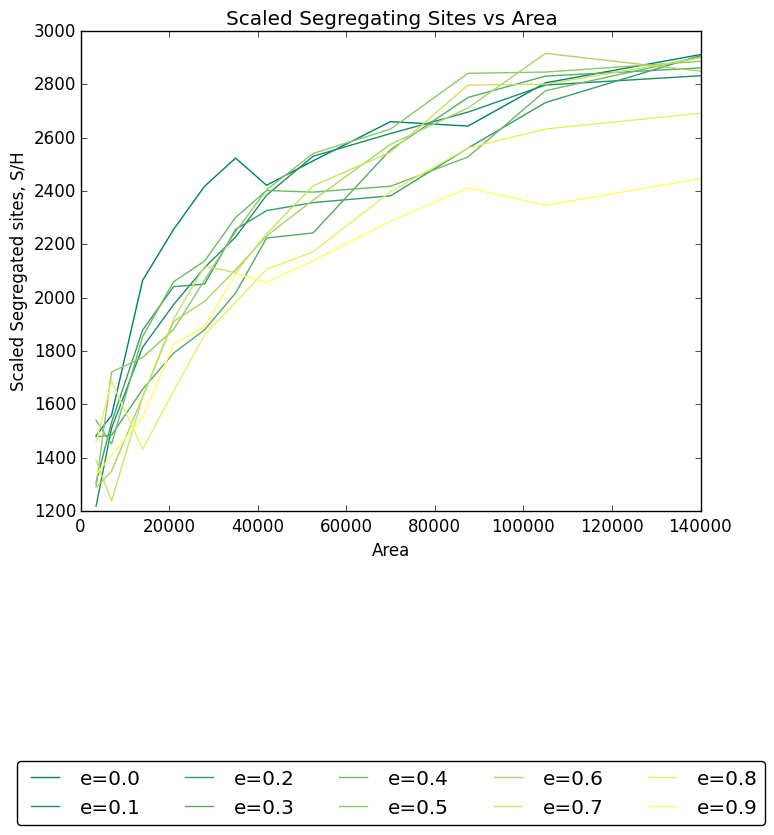 Scaled Segregating Sites vs Area
Scaled Segregated sites, S/H
3000
2800
2600
2400
2200
2000
1800
1600
1400
1200
0 20000 40000 60000 80000 100000 120000 140000
Area
e=0.0 e=0.2 e=0.4 e=0.6 e=0.8
e=0.1 e=0.3 e=0.5 e=0.7 e=0.9